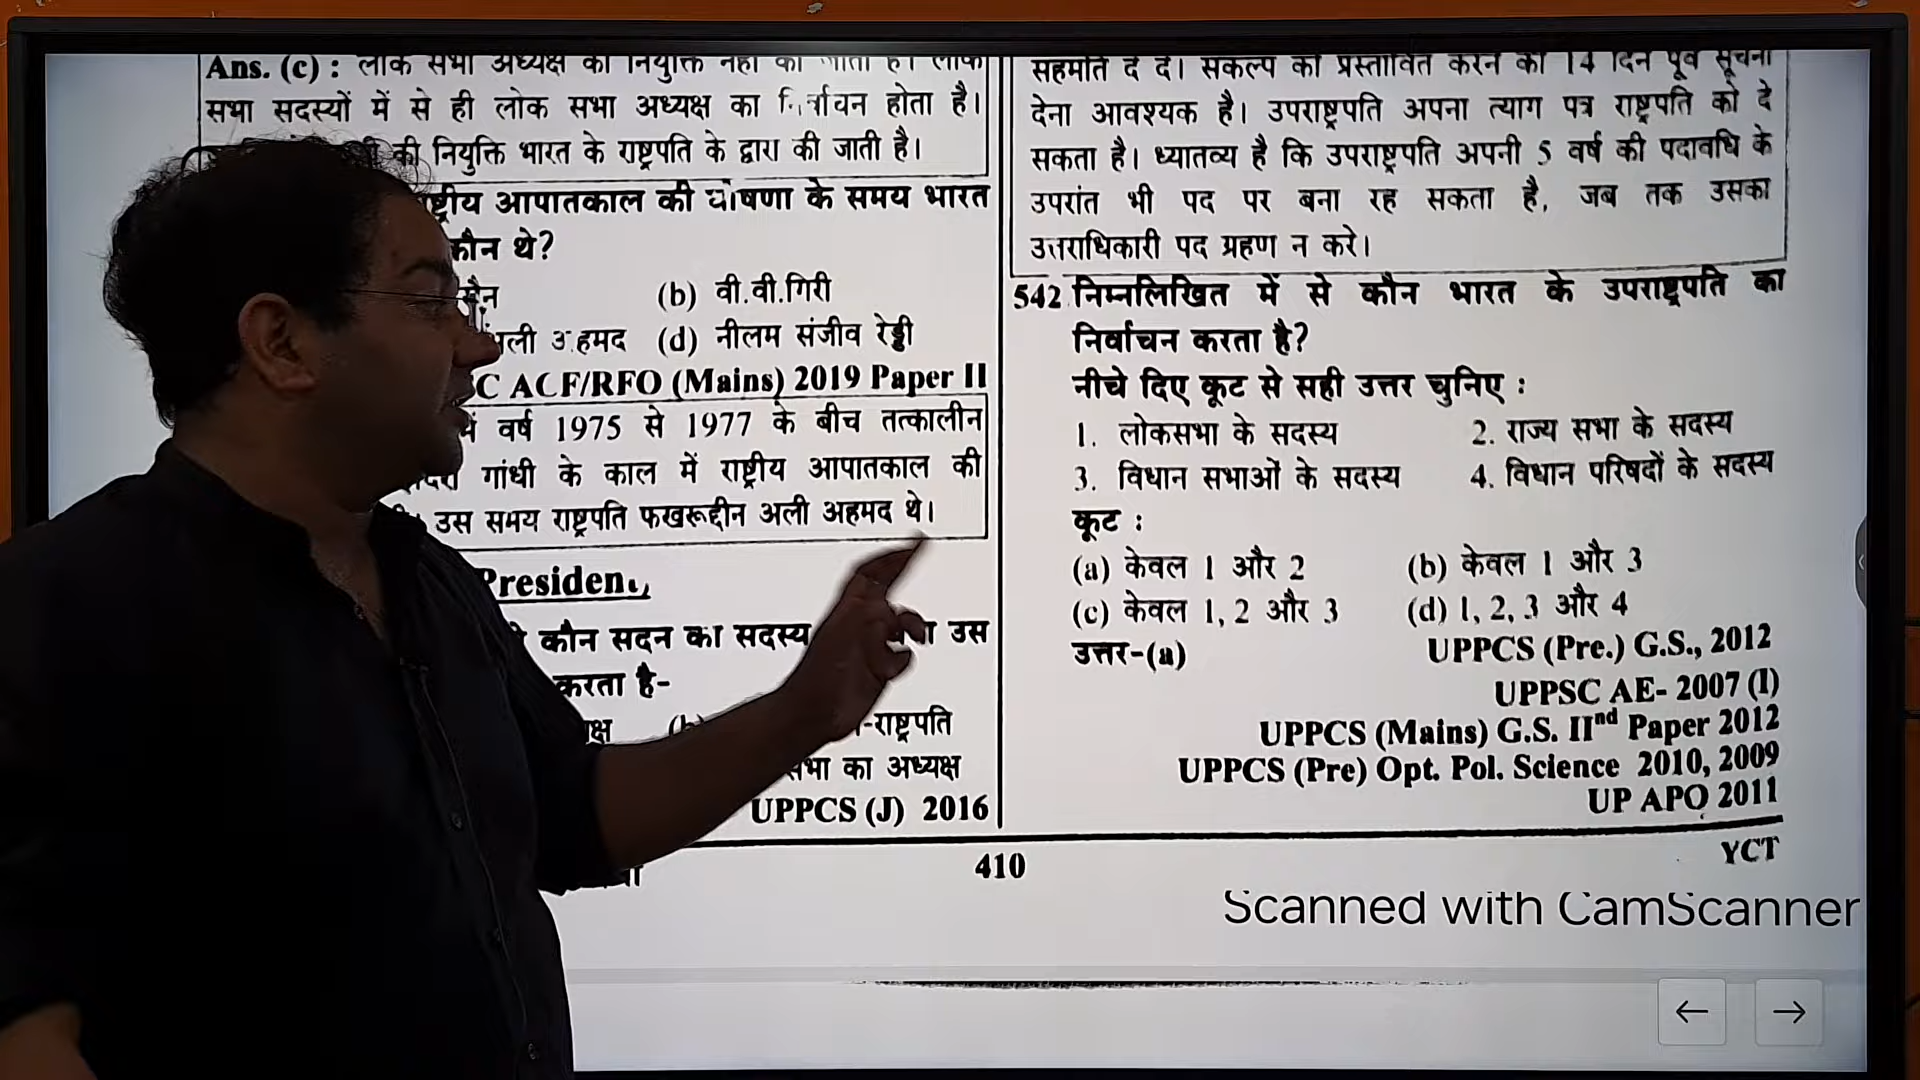 Ans. (c) : लोक सभा अध्यक्ष की नियुक्ति नहीं की जाती है। लोक
सभा सदस्यों में से ही लोक सभा अध्यक्ष का निर्वाचन होता है।
की नियुक्ति भारत के राष्ट्रपति के द्वारा की जाती है।
आपातकाल की घोषणा के समय भारत
कौन थे?
(b) वी.वी.गिरी
अहमद (d) नीलम संजीव रेड्डी
ACF/RFO (Mains) 2019 Paper II
वर्ष 1975 से 1977 के बीच तत्कालीन
गांधी के काल में राष्ट्रीय आपातकाल की
उस समय राष्ट्रपति फखरूद्दीन अली अहमद थे।
कौन सदन का सदस्य उस
करता है-
-राष्ट्रपति
का अध्यक्ष
UPPCS (J) 2016
सहमति दे दे। संकल्प को प्रस्तावित करने की 14 दिन पूर्व सूचना
देना आवश्यक है। उपराष्ट्रपति अपना त्याग पत्र राष्ट्रपति को दे
सकता है। ध्यातव्य है कि उपराष्ट्रपति अपनी 5 वर्ष की पदावधि के
उपरांत भी पद पर बना रह सकता है, जब तक उसका
उत्तराधिकारी पद ग्रहण न करे।
542. निम्नलिखित में से कौन भारत के उपराष्ट्रपति का
निर्वाचन करता है?
नीचे दिए कूट से सही उत्तर चुनिए :
1. लोकसभा के सदस्य 2. राज्य सभा के सदस्य
3. विधान सभाओं के सदस्य 4. विधान परिषदों के सदस्य
कूट :
(a) केवल 1 और 2 (b) केवल 1 और 3
(c) केवल 1, 2 और 3 (d) 1, 2, 3 और 4
उत्तर-(a) UPPCS (Pre.) G.S., 2012
UPPSC AE- 2007 (I)
UPPCS (Mains) G.S. IInd Paper 2012
UPPCS (Pre) Opt. Pol. Science 2010, 2009
UP APO 2011
410
YCT
Scanned with CamScanner